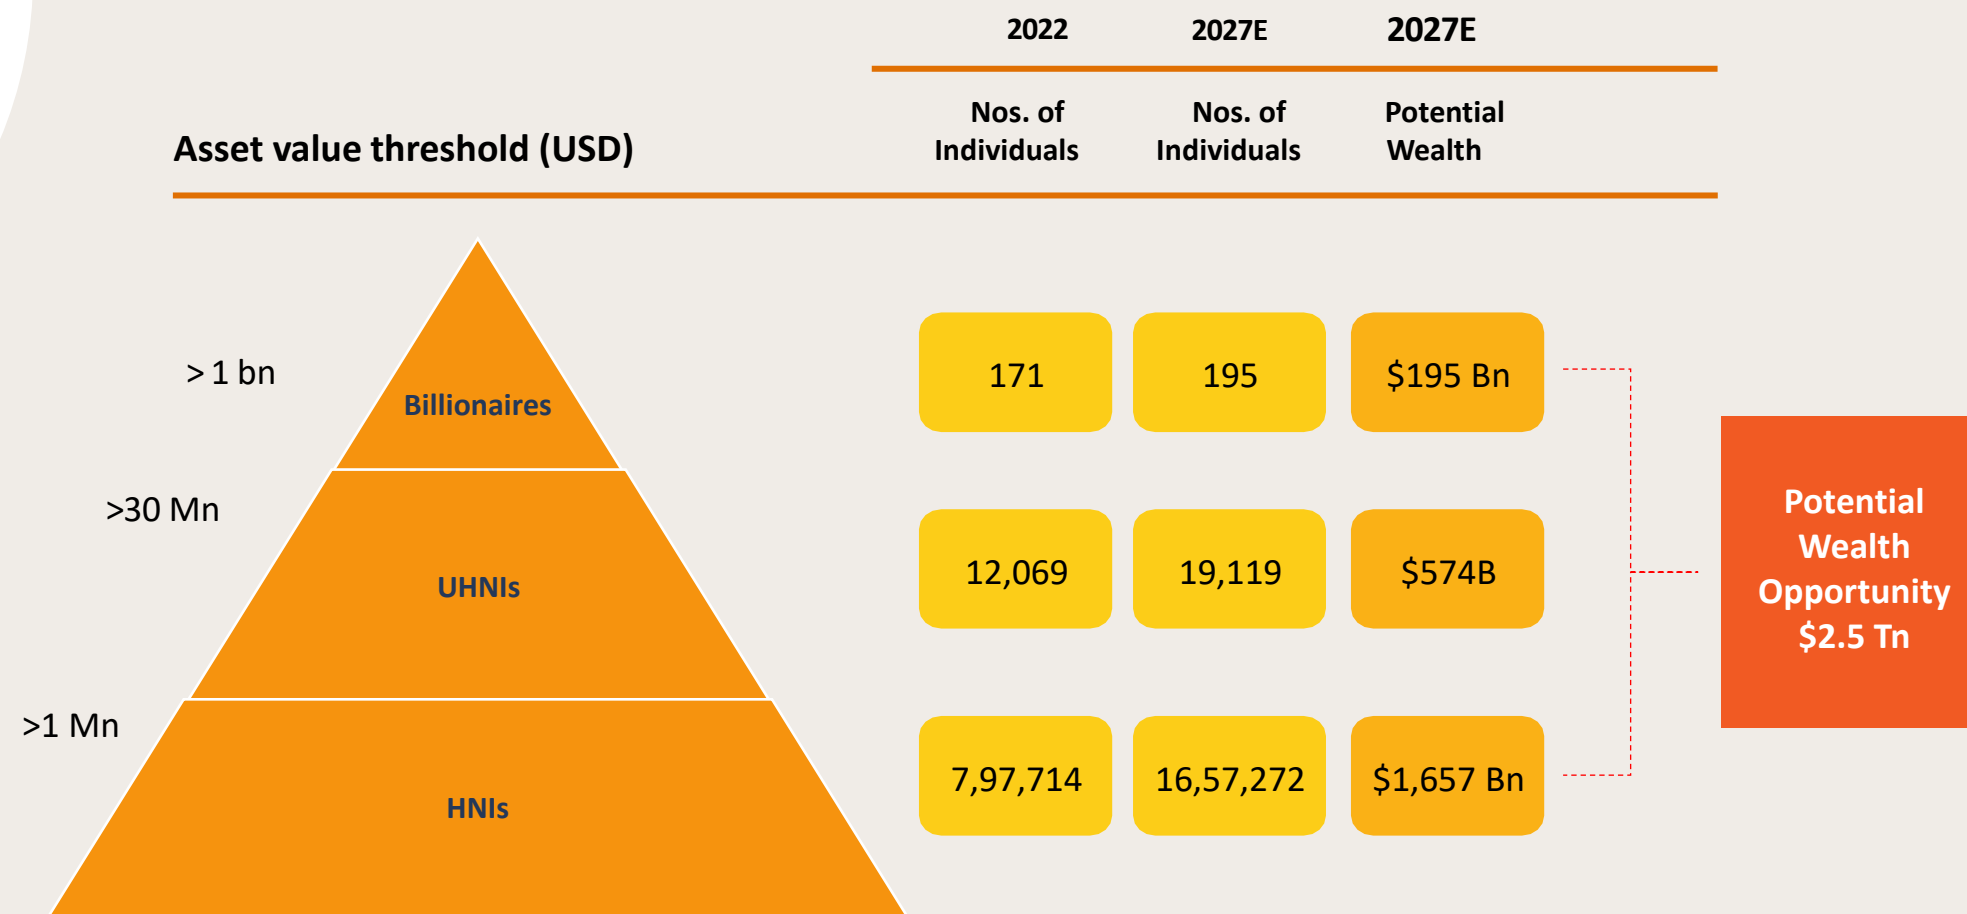 2022 2027E 2027E
Asset value threshold (USD)
Nos. of
Individuals
Nos. of
Individuals
Potential
Wealth
> 1 bn
Billionaires
171 195 $195 Bn
>30 Mn
UHNIs
12,069 19,119 $574B
>1 Mn
HNIs
7,97,714 16,57,272 $1,657 Bn
Potential
Wealth
Opportunity
$2.5 Tn